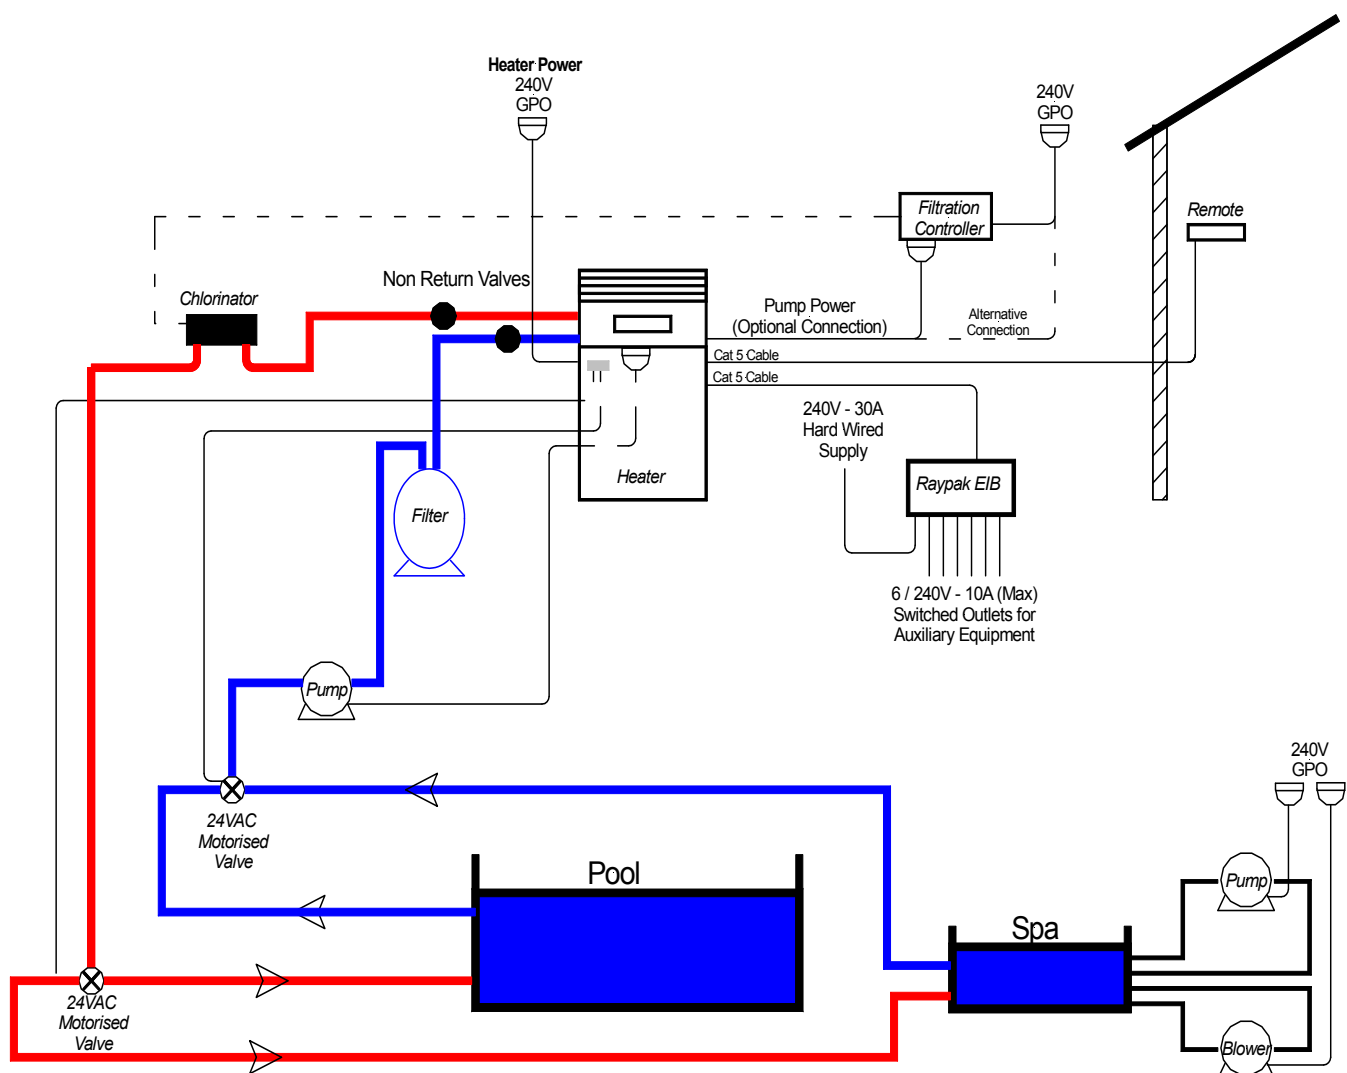 Heater Power
240V
GPO
240V
GPO
Filtration
Controller
Remote
Non Return Valves
Chlorinator
Pump Power
(Optional Connection)
Alternative
Connection
Cat 5 Cable
Cat 5 Cable
240V - 30A
Hard Wired
Supply
Heater
Raypak EIB
Filter
6 / 240V - 10A (Max)
Switched Outlets for
Auxiliary Equipment
Pump
240V
GPO
24VAC
Motorised
Valve
Pool
Pump
Spa
24VAC
Motorised
Valve
Blower